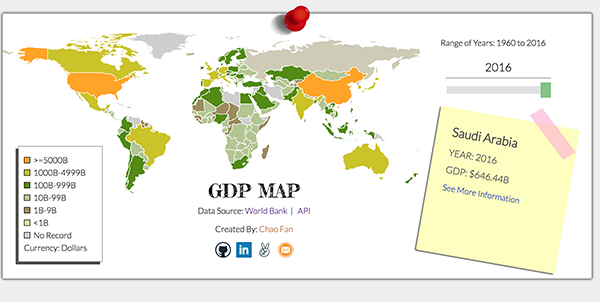 Range of Years: 1960 to 2016
2016
Saudi Arabia
YEAR: 2016
GDP: $646.44B
See More Information
>=5000B
1000B-4999B
100B-999B
10B-99B
1B-9B
<1B
No Record
Currency: Dollars
GDP MAP
Data Source: World Bank | API
Created By: Chao Fan
in